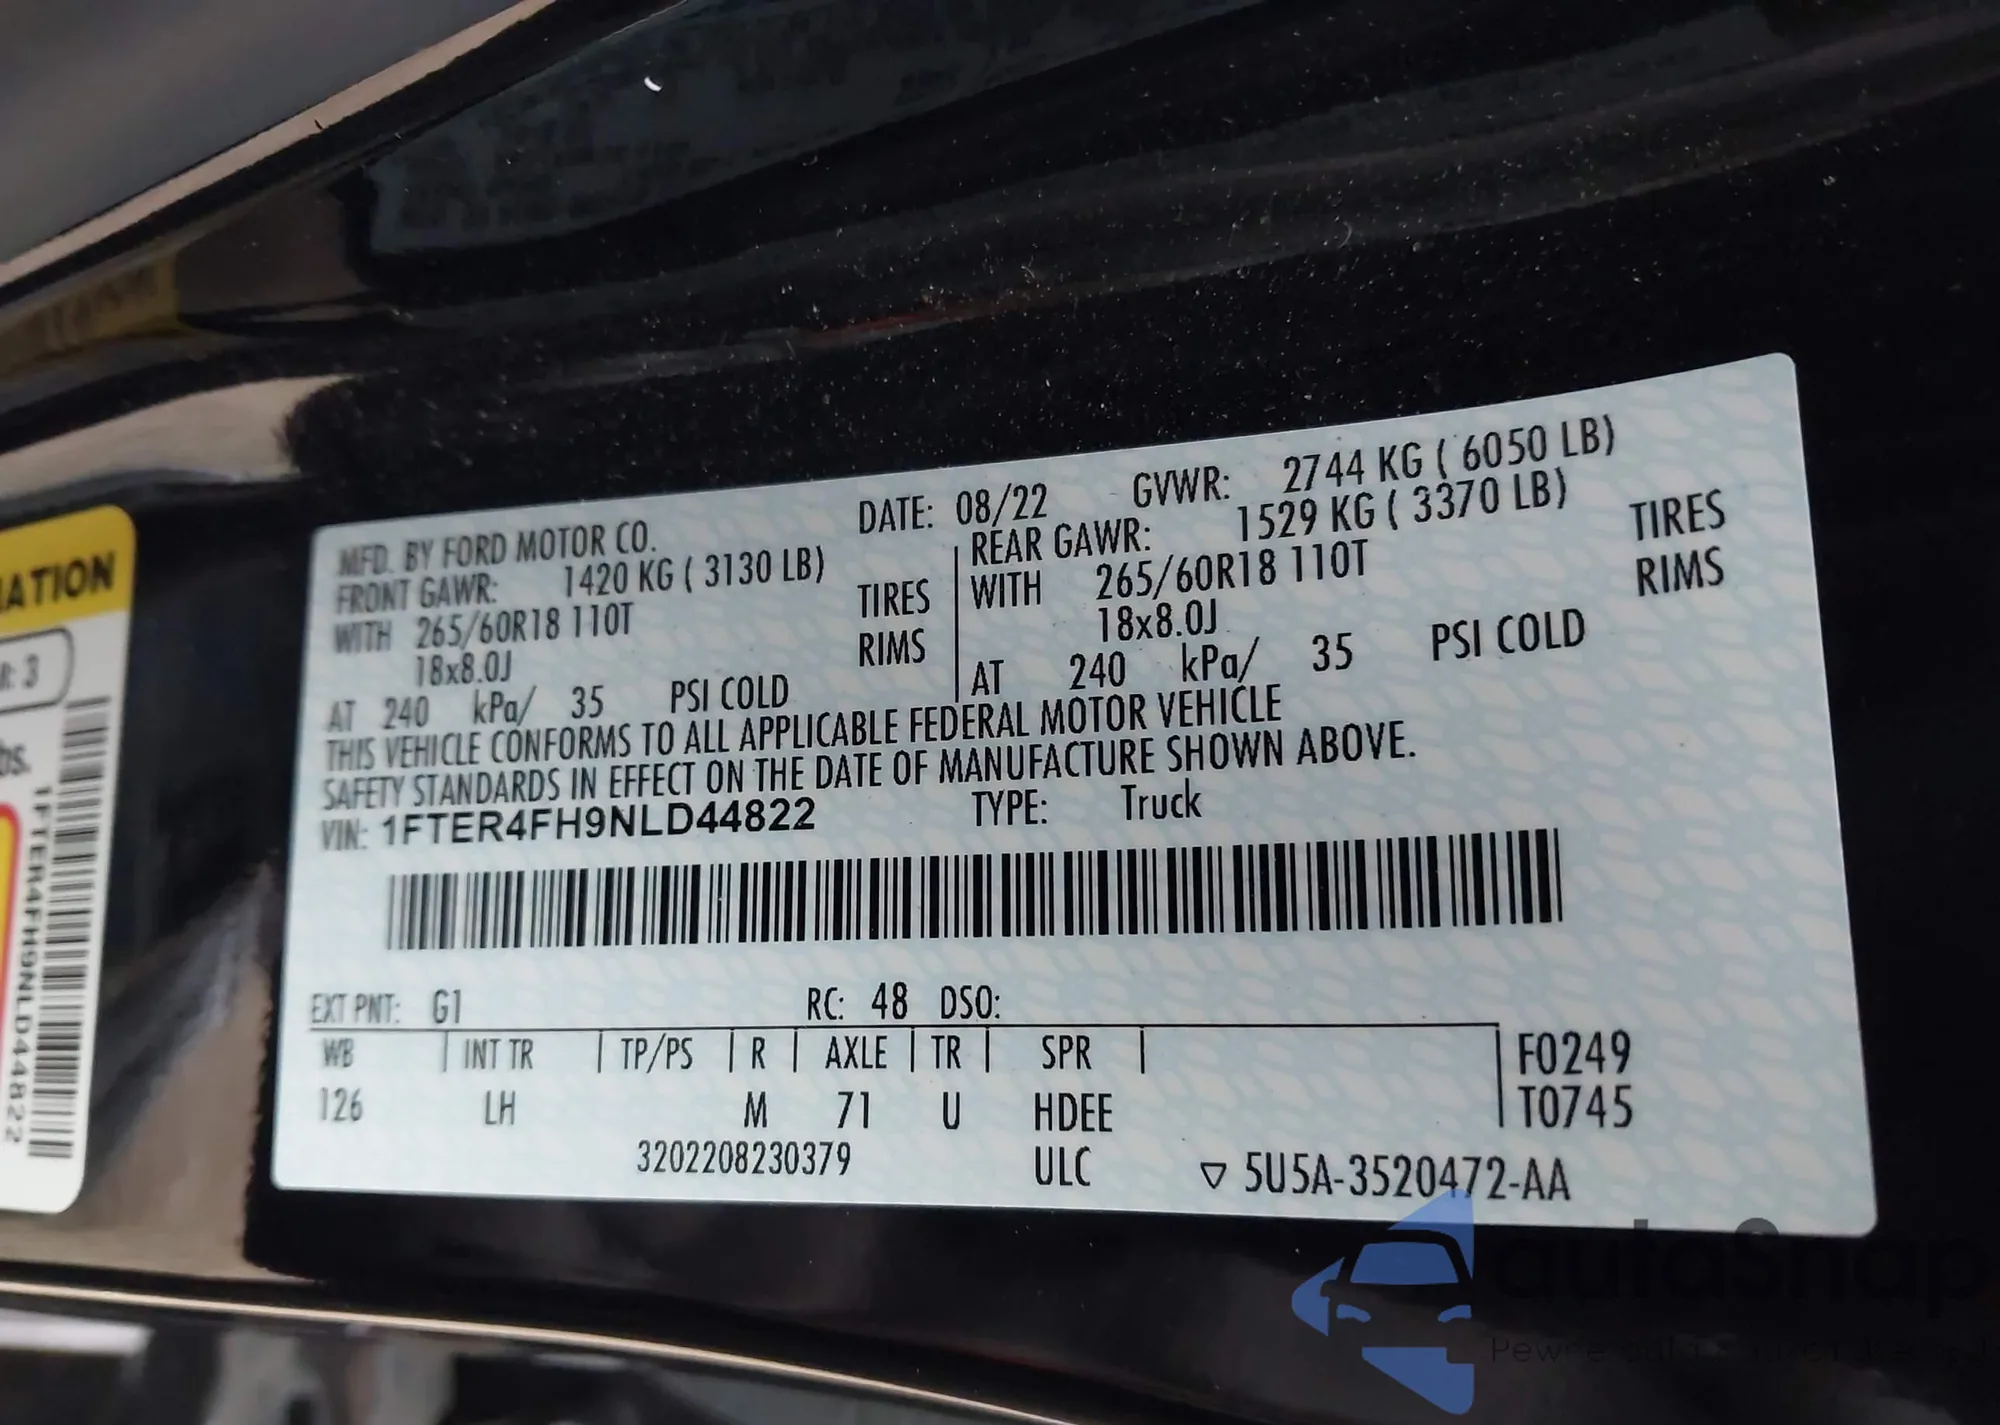 MFD. BY FORD MOTOR CO. DATE: 08/22 GVWR: 2744 KG ( 6050 LB)
FRONT GAWR: 1420 KG ( 3130 LB) REAR GAWR: 1529 KG ( 3370 LB)
WITH 265/60R18 110T TIRES WITH 265/60R18 110T TIRES
18x8.0J RIMS 18x8.0J RIMS
AT 240 kPa/ 35 PSI COLD AT 240 kPa/ 35 PSI COLD
THIS VEHICLE CONFORMS TO ALL APPLICABLE FEDERAL MOTOR VEHICLE
SAFETY STANDARDS IN EFFECT ON THE DATE OF MANUFACTURE SHOWN ABOVE.
VIN: 1FTER4FH9NLD44822 TYPE: Truck
EXT PNT: G1 RC: 48 DSO:
WB INT TR TP/PS R AXLE TR SPR F0249
126 LH M 71 U HDEE T0745
3202208230379 ULC ▽ 5U5A-3520472-AA
R: 3
1FTER4FH9NLD44822
autoSnap